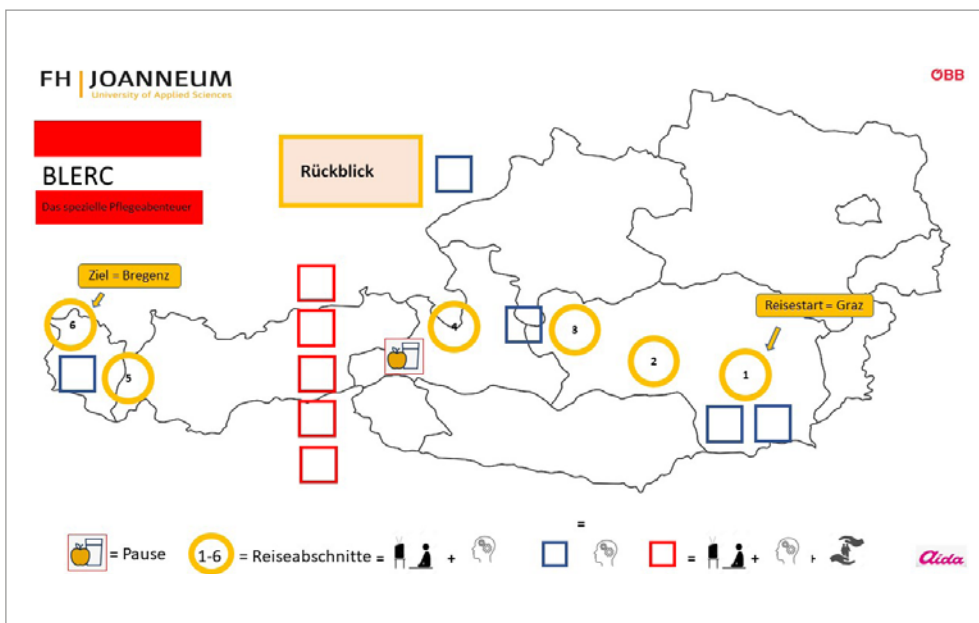 FH | JOANNEUM
University of Applied Sciences
ÖBB
BLERC
Das spezielle Pflegeabenteuer
Rückblick
Ziel = Bregenz
Reisestart = Graz
6
5
4
3
2
1
=
= Pause
1-6
= Reiseabschnitte =
+
=
+
+
Aida